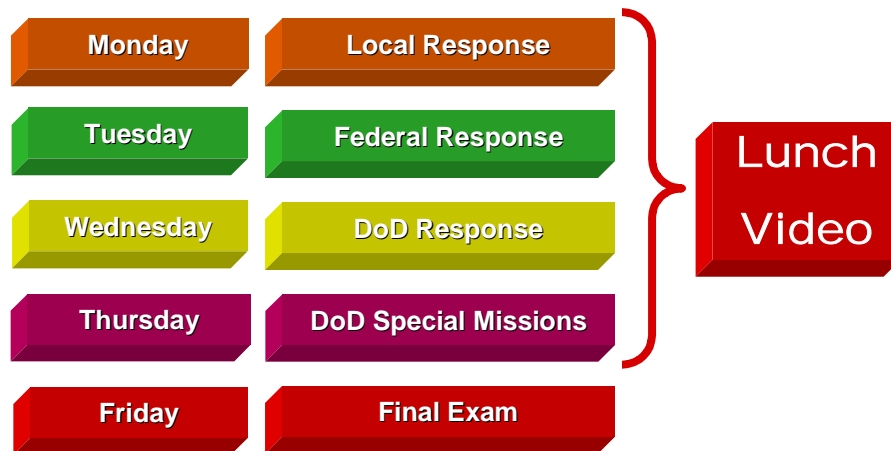 Monday
Local Response
Tuesday
Federal Response
Wednesday
DoD Response
Thursday
DoD Special Missions
Friday
Final Exam
Lunch
Video